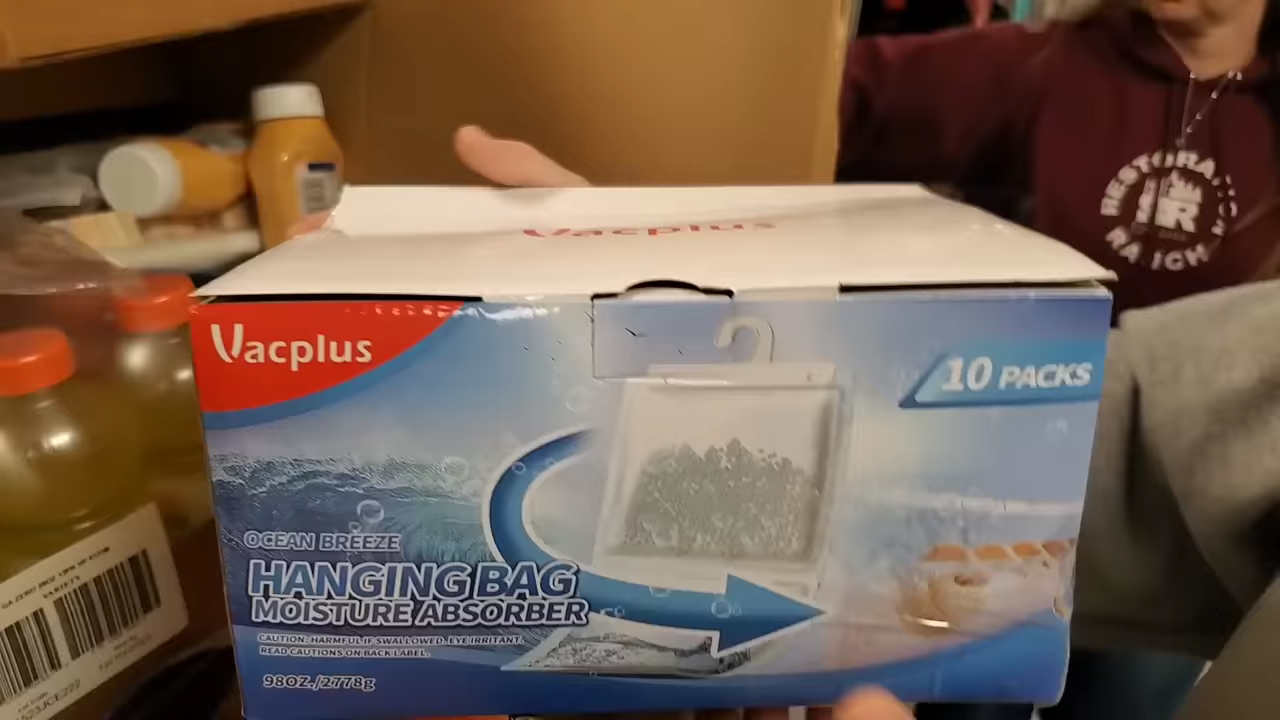 Vacplus
Vacplus
10 PACKS
OCEAN BREEZE
HANGING BAG
MOISTURE ABSORBER
CAUTION: HARMFUL IF SWALLOWED. EYE IRRITANT.
READ CAUTIONS ON BACK LABEL.
98OZ./2778g
VARIETY